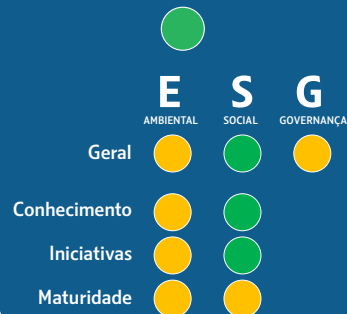 E S G
AMBIENTAL SOCIAL GOVERNANÇA
Geral
Conhecimento
Iniciativas
Maturidade